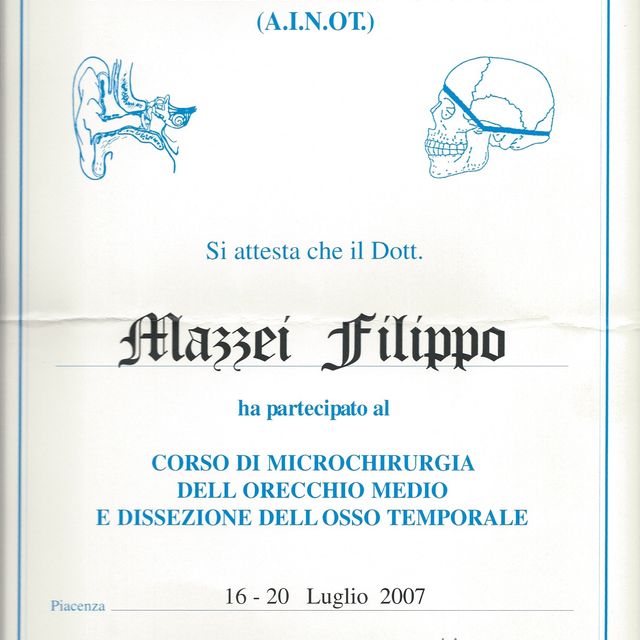 (A.I.N.OT.)
Si attesta che il Dott.
Mazzei Filippo
ha partecipato al
CORSO DI MICROCHIRURGIA
DELL ORECCHIO MEDIO
E DISSEZIONE DELL OSSO TEMPORALE
Piacenza 16 - 20 Luglio 2007